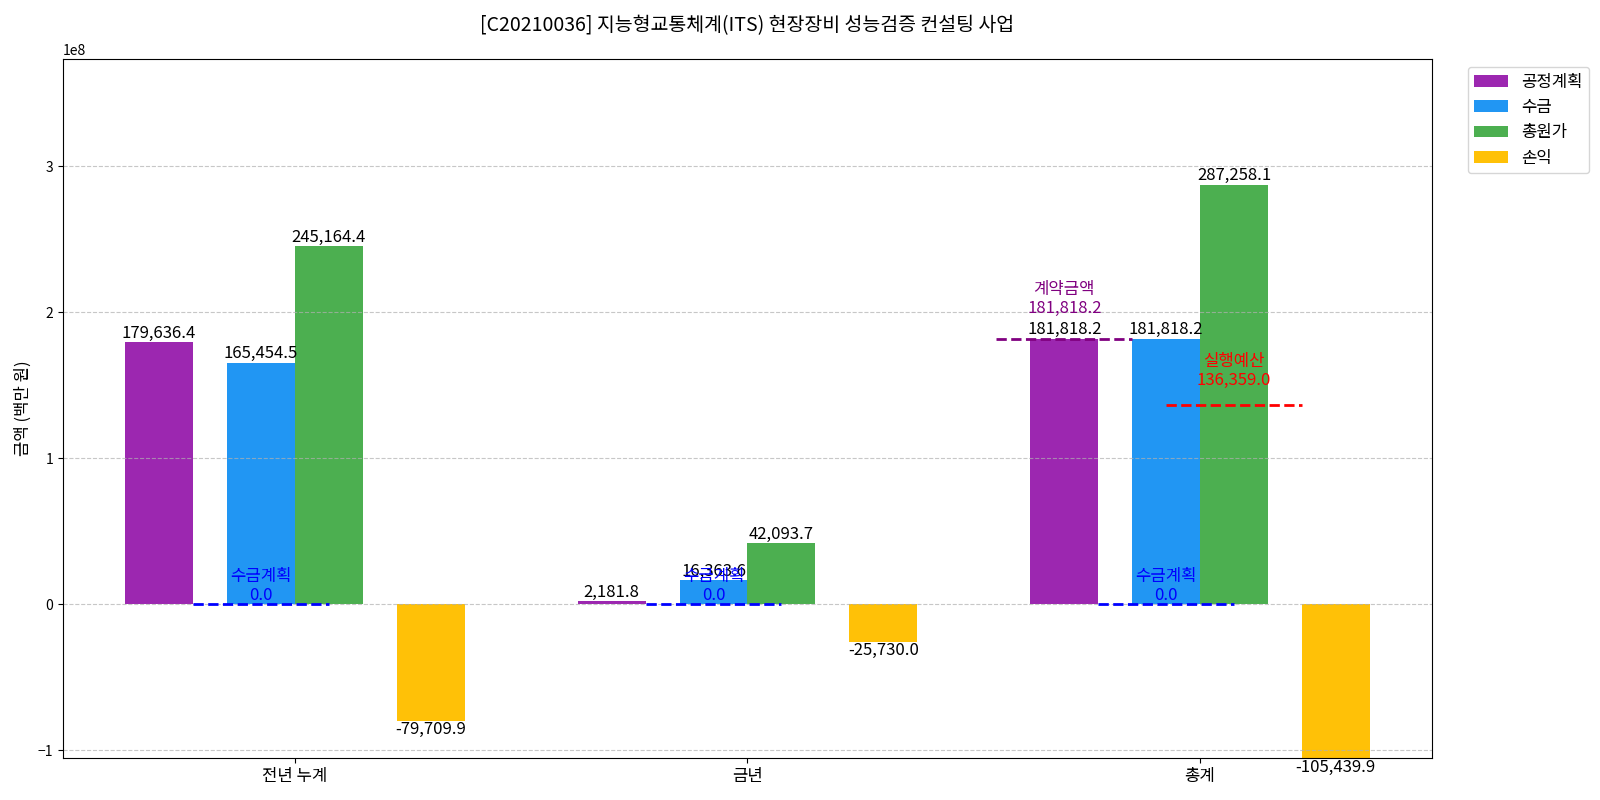 [C20210036] 지능형교통체계(ITS) 현장장비 성능검증 컨설팅 사업
1e8
공정계획
수금
총원가
손익
3
2
1
0
−1
금액 (백만 원)
179,636.4
165,454.5
245,164.4
-79,709.9
수금계획
0.0
2,181.8
16,363.6
42,093.7
-25,730.0
수금계획
0.0
계약금액
181,818.2
181,818.2
181,818.2
287,258.1
실행예산
136,359.0
수금계획
0.0
-105,439.9
전년 누계
금년
총계